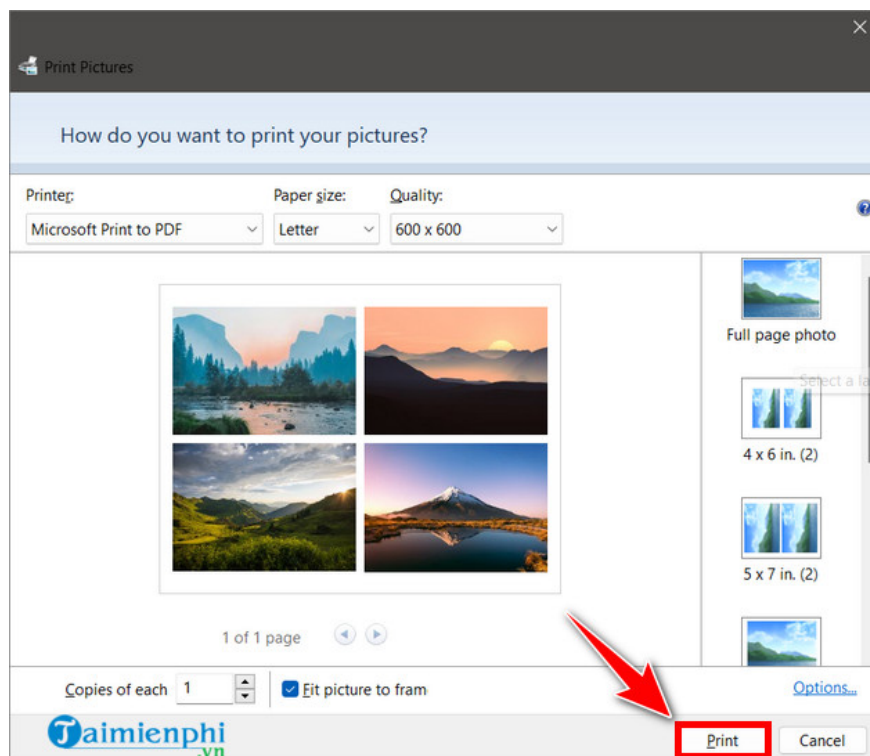 Print Pictures
How do you want to print your pictures?
Printer: Paper size: Quality:
Microsoft Print to PDF Letter 600 x 600
Full page photo
Select a la
4 x 6 in. (2)
5 x 7 in. (2)
1 of 1 page
Copies of each 1 Fit picture to fram Options...
Taimienphi
.vn
Print Cancel